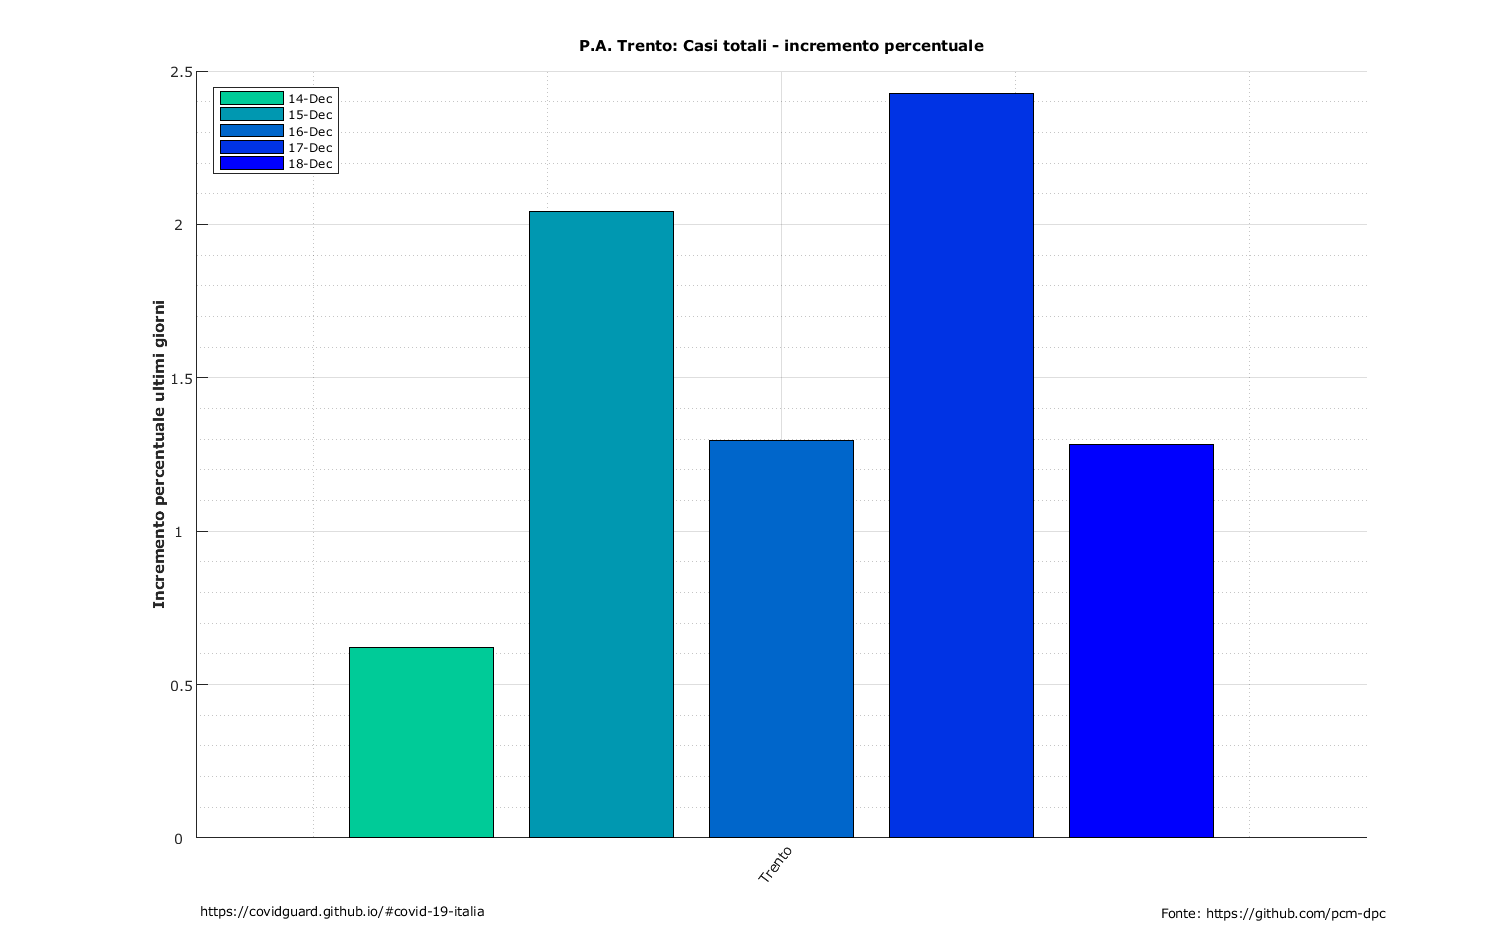 P.A. Trento: Casi totali - incremento percentuale
2.5
2
1.5
1
0.5
0
Incremento percentuale ultimi giorni
14-Dec
15-Dec
16-Dec
17-Dec
18-Dec
Trento
https://covidguard.github.io/#covid-19-italia
Fonte: https://github.com/pcm-dpc